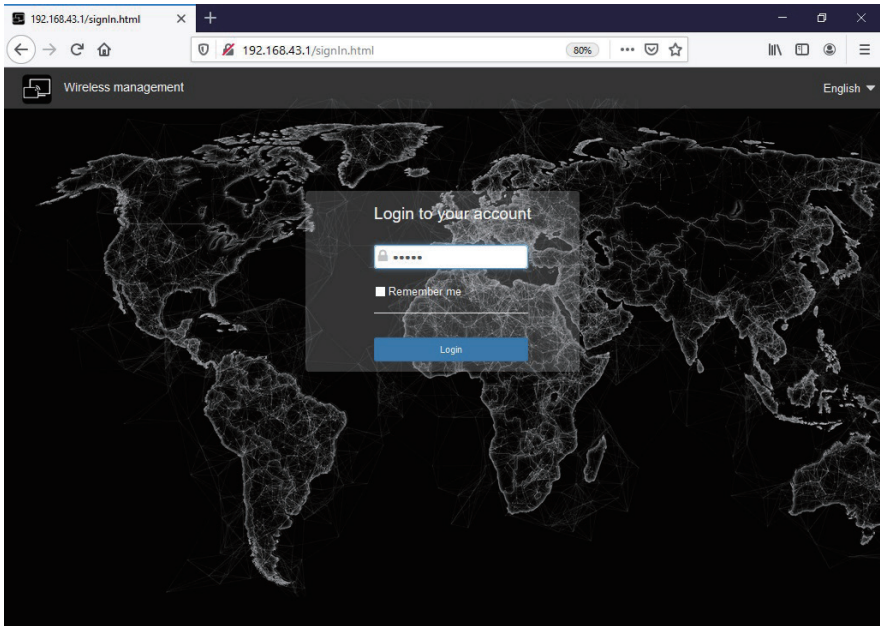 192.168.43.1/signIn.html
192.168.43.1/signIn.html 80%
Wireless management English
Login to your account
•••••
Remember me
Login